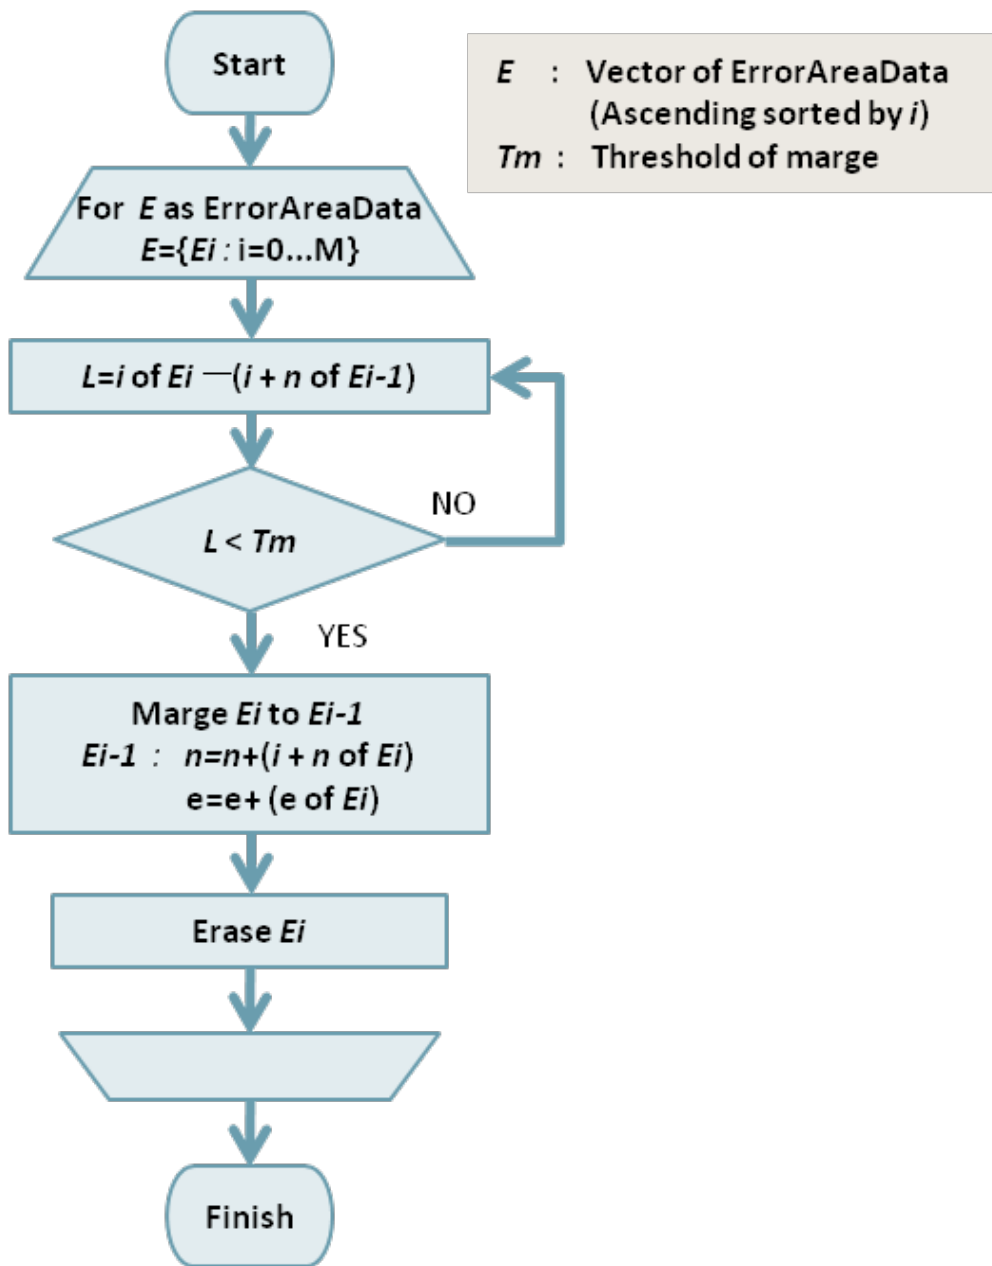 Start
E : Vector of ErrorAreaData
(Ascending sorted by i)
Tm : Threshold of marge
For E as ErrorAreaData
E={Ei : i=0...M}
L=i of Ei —(i + n of Ei-1)
NO
L < Tm
YES
Marge Ei to Ei-1
Ei-1 : n=n+(i + n of Ei)
e=e+ (e of Ei)
Erase Ei
Finish